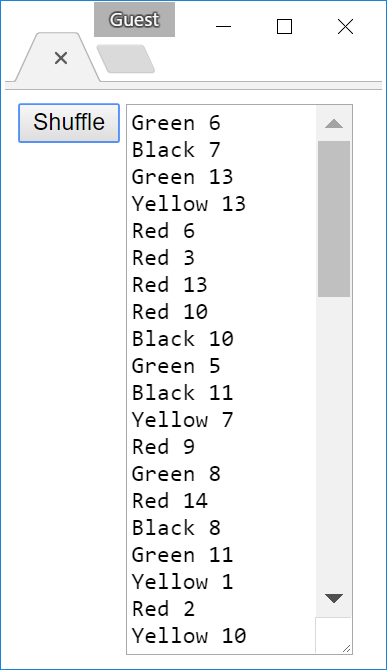 Guest
Shuffle
Green 6
Black 7
Green 13
Yellow 13
Red 6
Red 3
Red 13
Red 10
Black 10
Green 5
Black 11
Yellow 7
Red 9
Green 8
Red 14
Black 8
Green 11
Yellow 1
Red 2
Yellow 10